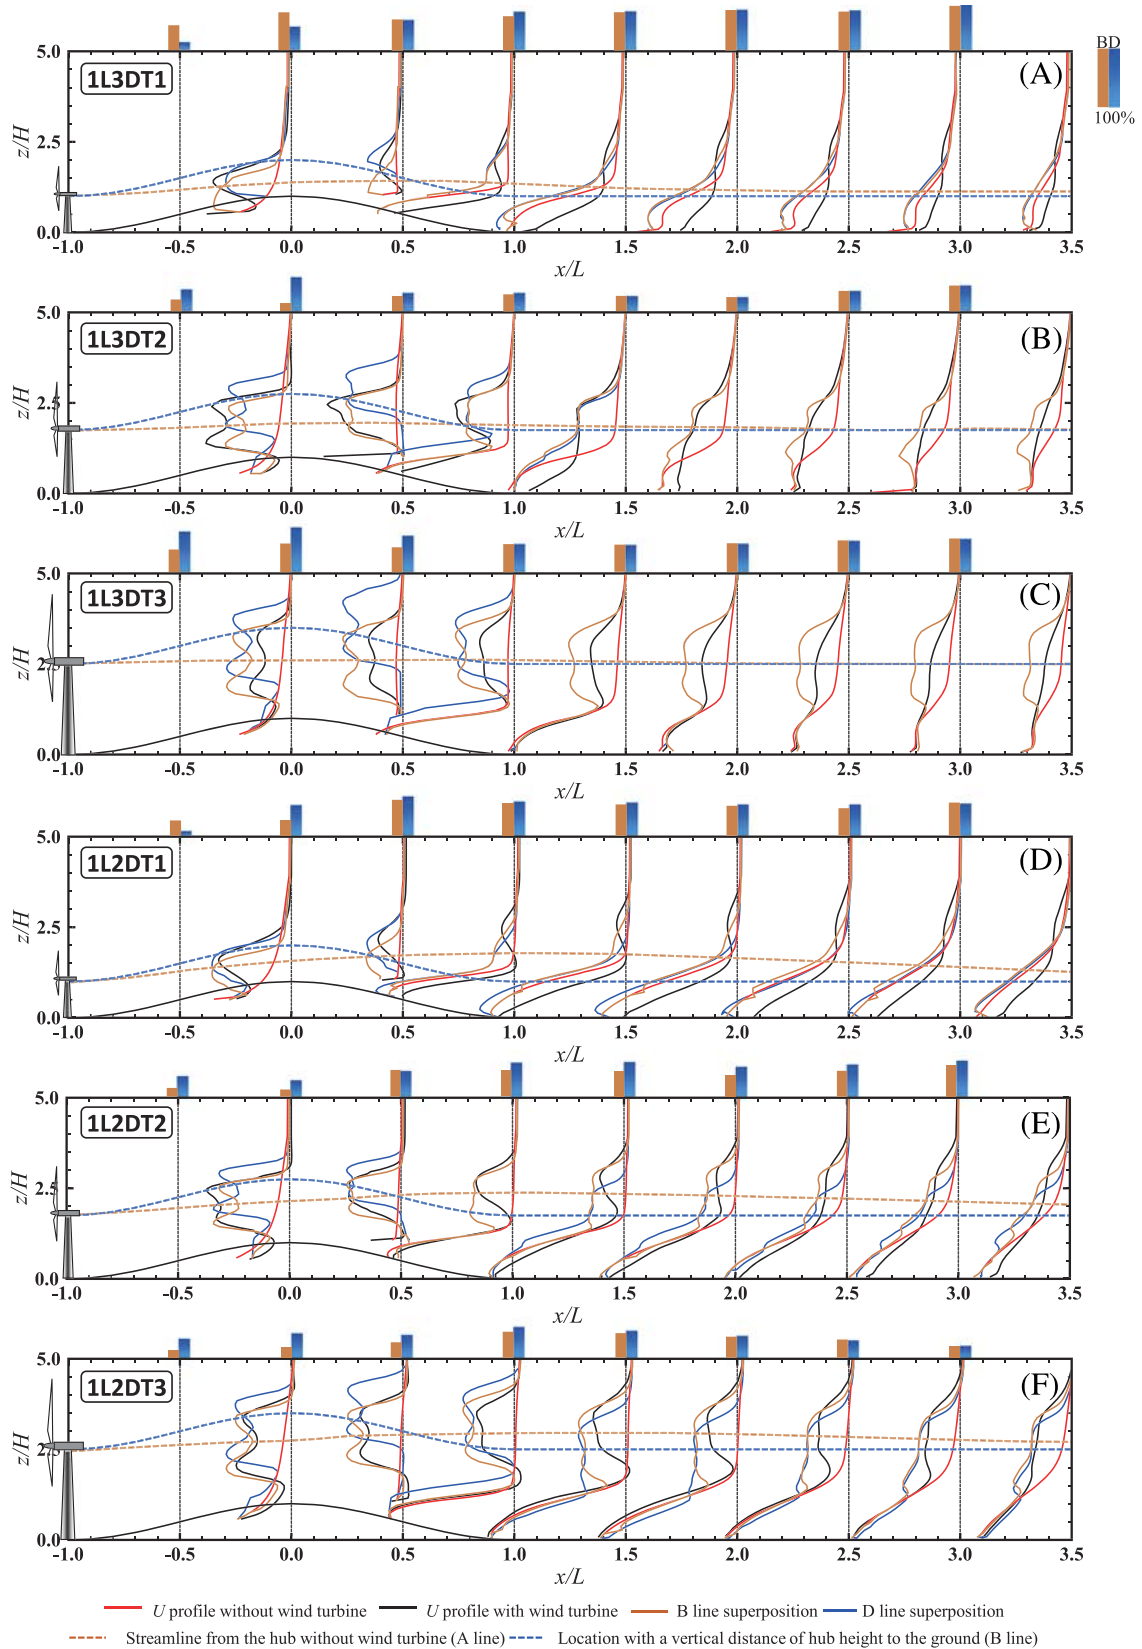 BD
100%
5.0
1L3DT1
(A)
z/H
2.5
1
0.0
-1.0 -0.5 0.0 0.5 1.0 1.5 2.0 2.5 3.0 3.5
x/L
5.0
1L3DT2
(B)
z/H
2.5
0.0
-1.0 -0.5 0.0 0.5 1.0 1.5 2.0 2.5 3.0 3.5
x/L
5.0
1L3DT3
(C)
z/H
2.5
0.0
-1.0 -0.5 0.0 0.5 1.0 1.5 2.0 2.5 3.0 3.5
x/L
5.0
1L2DT1
(D)
z/H
2.5
1
0.0
-1.0 -0.5 0.0 0.5 1.0 1.5 2.0 2.5 3.0 3.5
x/L
5.0
1L2DT2
(E)
z/H
2.5
0.0
-1.0 -0.5 0.0 0.5 1.0 1.5 2.0 2.5 3.0 3.5
x/L
5.0
1L2DT3
(F)
z/H
2.5
0.0
-1.0 -0.5 0.0 0.5 1.0 1.5 2.0 2.5 3.0 3.5
x/L
U profile without wind turbine U profile with wind turbine B line superposition D line superposition
Streamline from the hub without wind turbine (A line) Location with a vertical distance of hub height to the ground (B line)